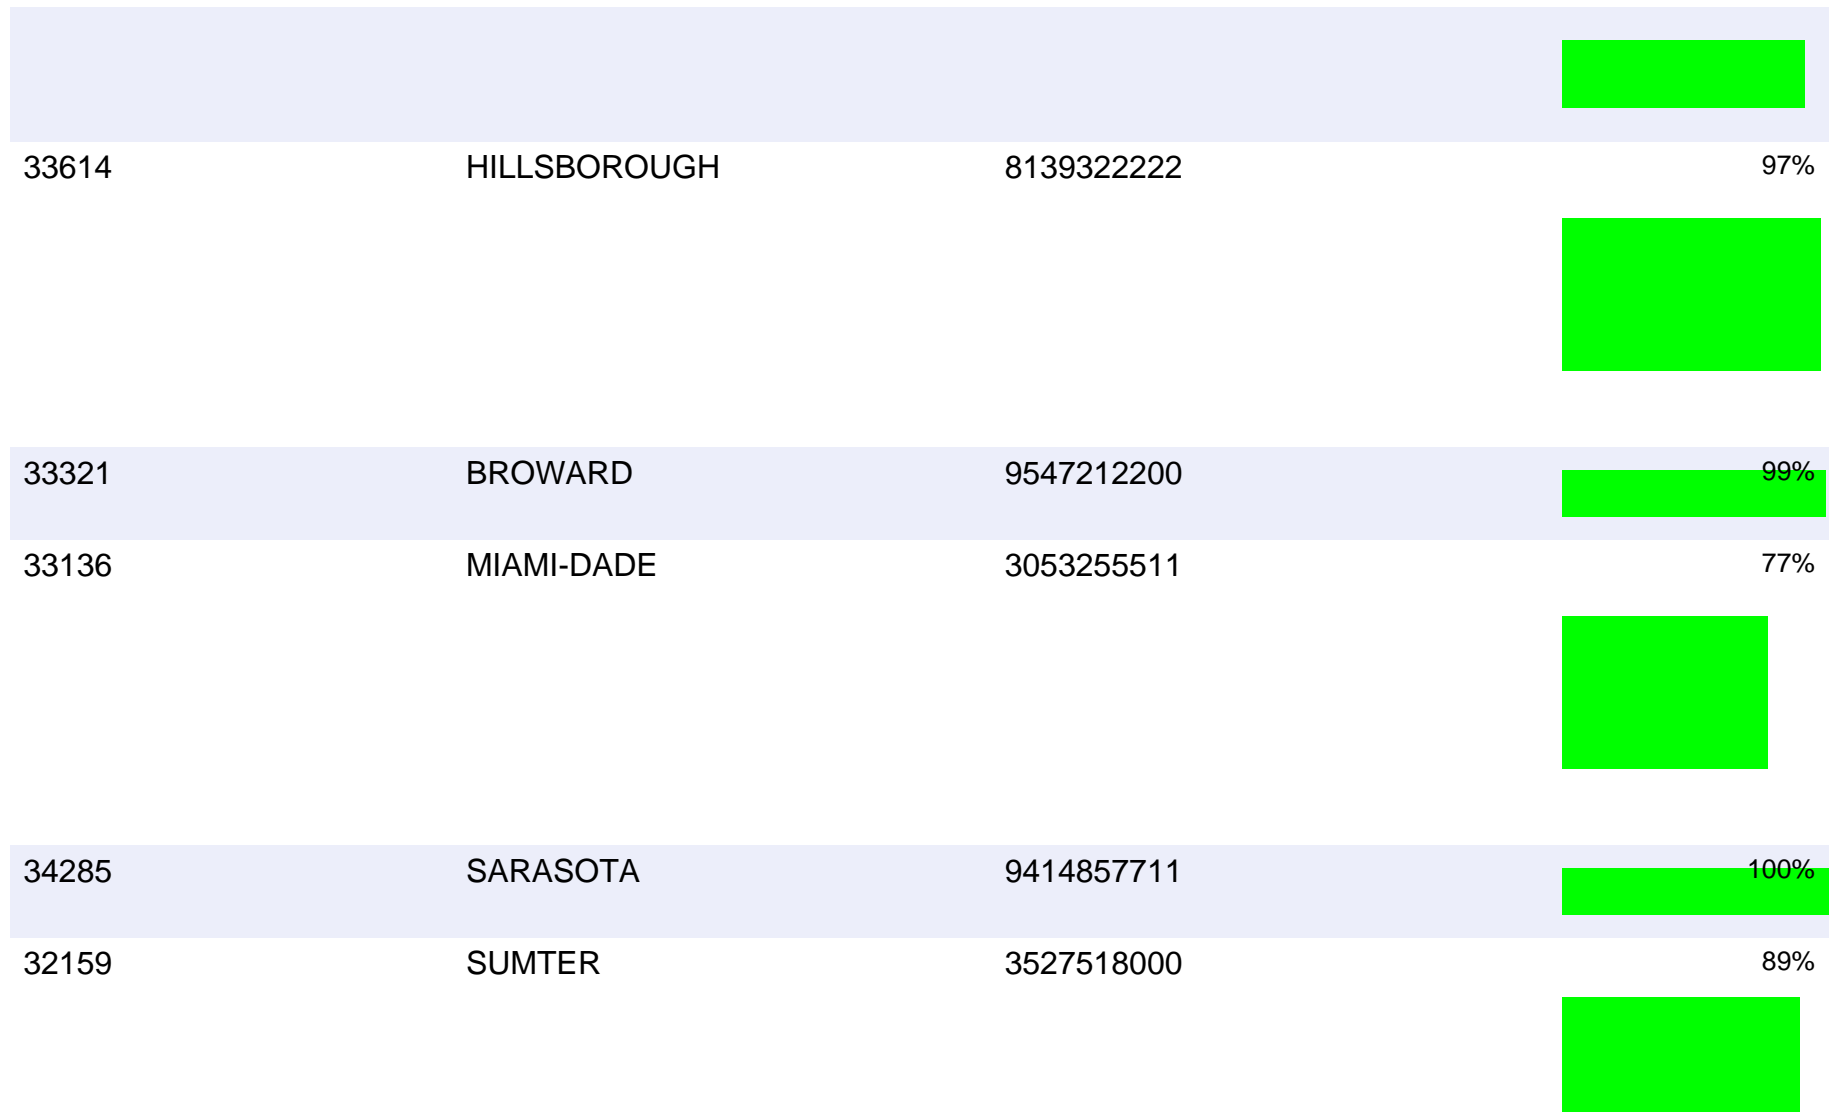 33614 HILLSBOROUGH 8139322222 97%
33321 BROWARD 9547212200 99%
33136 MIAMI-DADE 3053255511 77%
34285 SARASOTA 9414857711 100%
32159 SUMTER 3527518000 89%